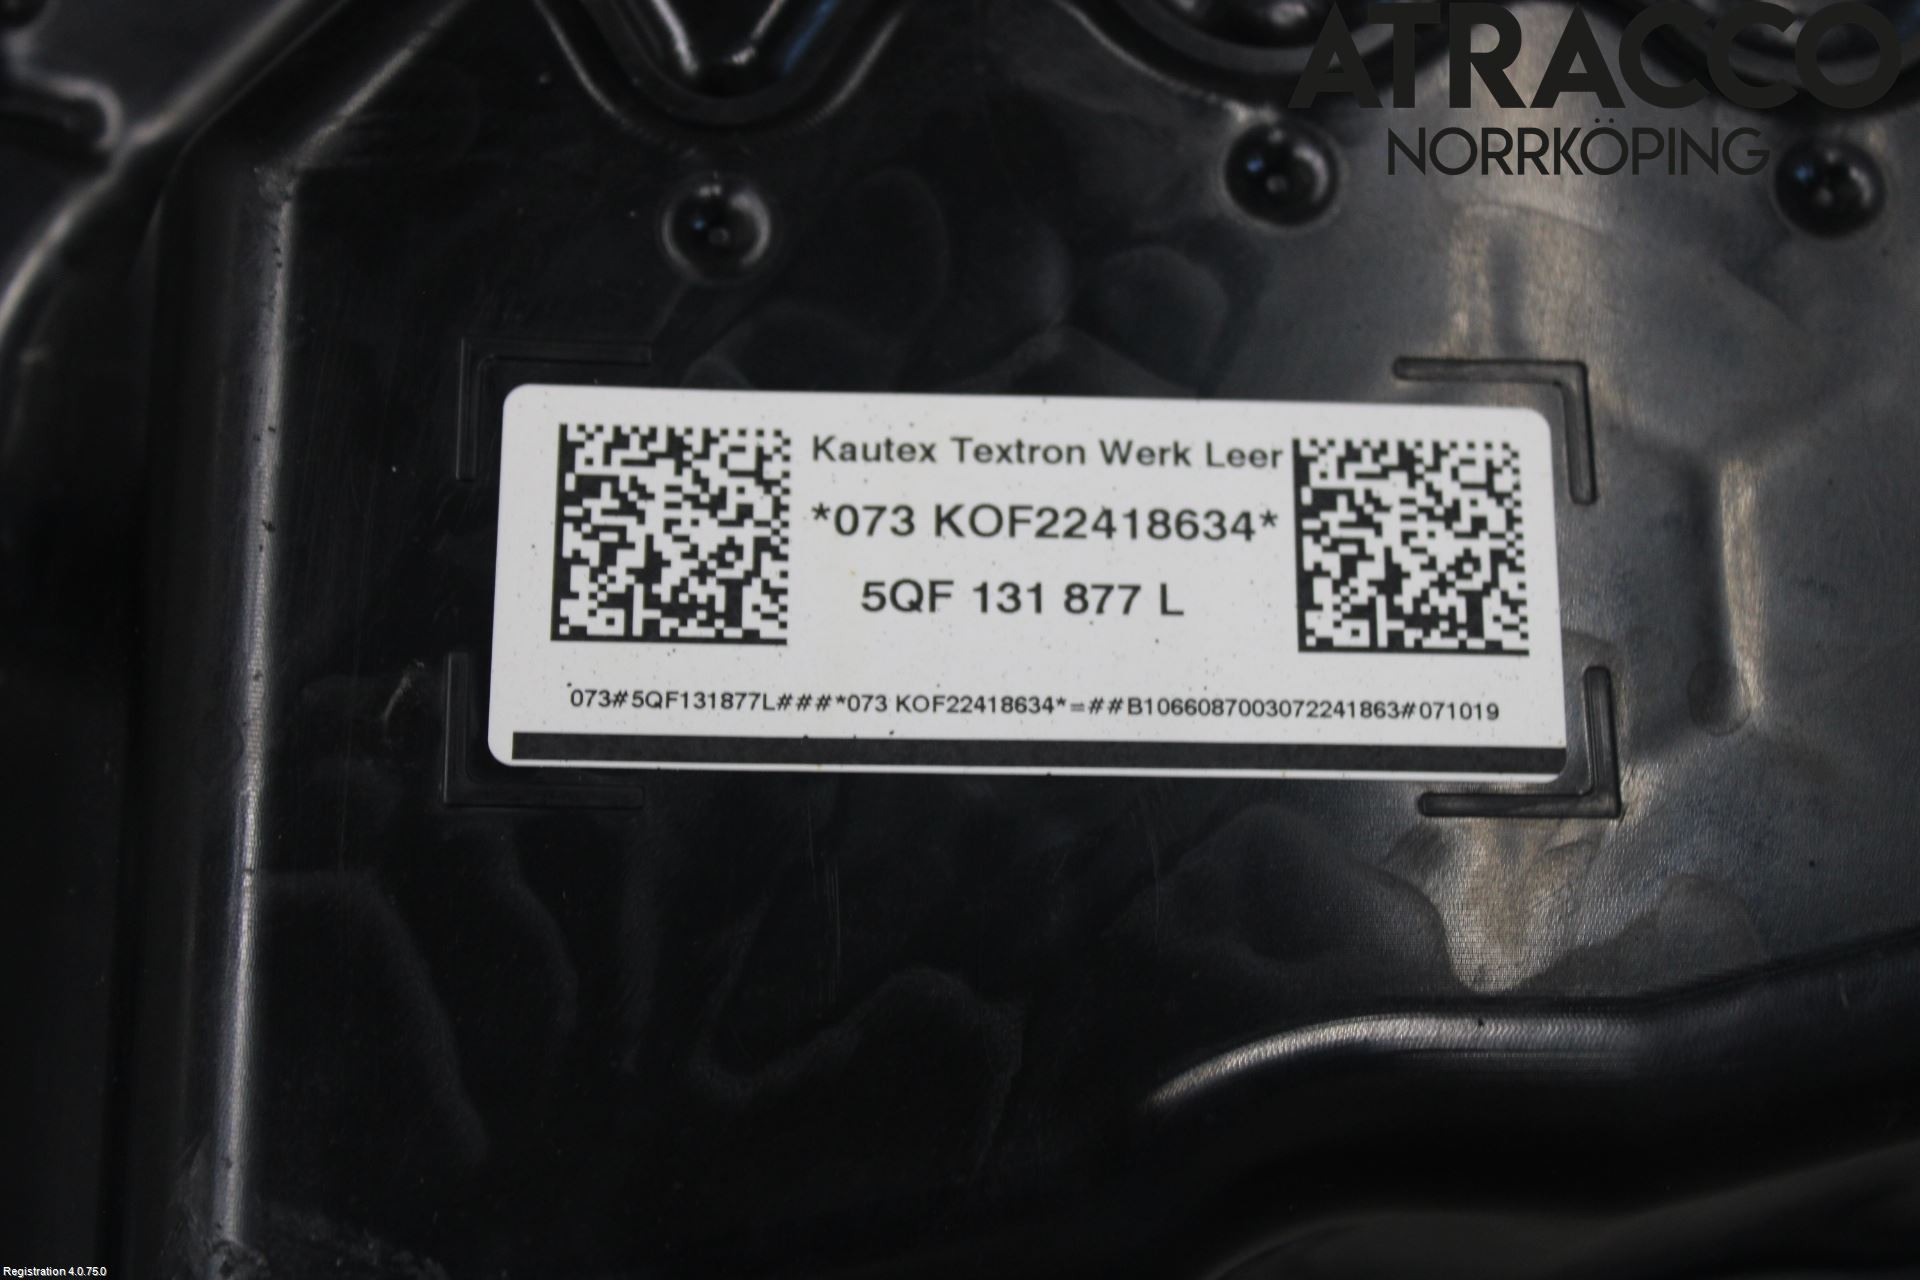 ATRACCO
NORRKÖPING
Kautex Textron Werk Leer
*073 KOF22418634*
5QF 131 877 L
073#5QF131877L###*073 KOF22418634*=##B1066087003072241863#071019
Registration 4.0.75.0